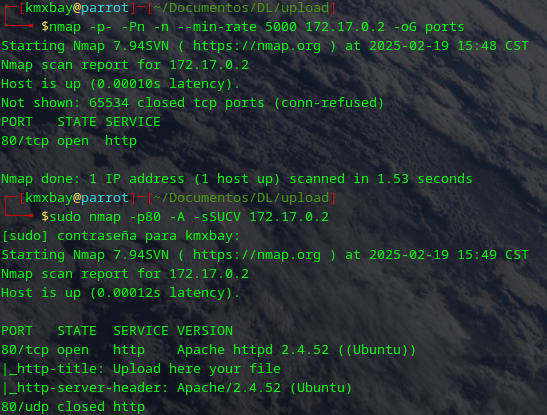 [kmxbay@parrot]─[~/Documentos/DL/upload]
$nmap -p- -Pn -n --min-rate 5000 172.17.0.2 -oG ports
Starting Nmap 7.94SVN ( https://nmap.org ) at 2025-02-19 15:48 CST
Nmap scan report for 172.17.0.2
Host is up (0.00010s latency).
Not shown: 65534 closed tcp ports (conn-refused)
PORT   STATE SERVICE
80/tcp open  http
Nmap done: 1 IP address (1 host up) scanned in 1.53 seconds
[kmxbay@parrot]─[~/Documentos/DL/upload]
$sudo nmap -p80 -A -sSUCV 172.17.0.2
[sudo] contraseña para kmxbay:
Starting Nmap 7.94SVN ( https://nmap.org ) at 2025-02-19 15:49 CST
Nmap scan report for 172.17.0.2
Host is up (0.00012s latency).
PORT   STATE  SERVICE VERSION
80/tcp open   http    Apache httpd 2.4.52 ((Ubuntu))
|_http-title: Upload here your file
|_http-server-header: Apache/2.4.52 (Ubuntu)
80/udp closed http